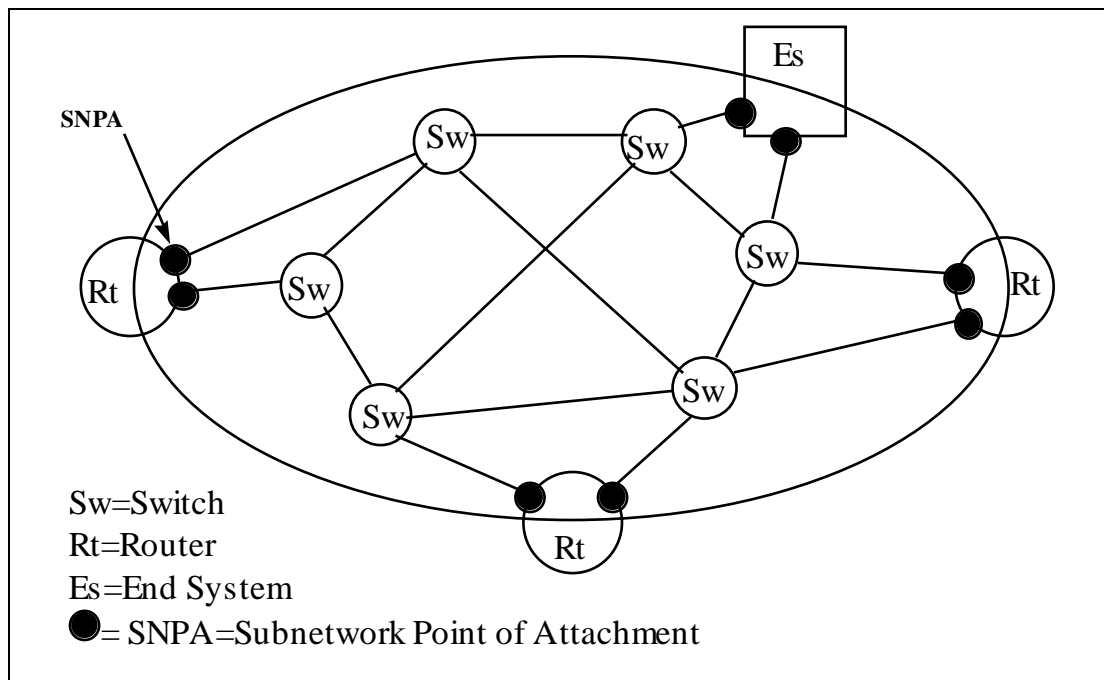 Es
SNPA
Sw
Sw
Sw
Rt
Sw
Rt
Sw
Sw
Rt
Sw=Switch
Rt=Router
Es=End System
= SNPA=Subnetwork Point of Attachment